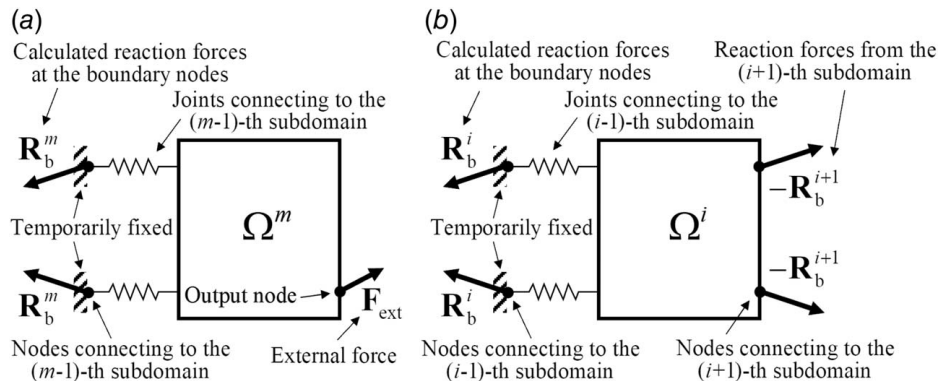 (a)
Calculated reaction forces
at the boundary nodes
Joints connecting to the
(m-1)-th subdomain
R_b^m
Temporarily fixed
Ω^m
R_b^m
Output node
F_ext
Nodes connecting to the
(m-1)-th subdomain
External force
(b)
Calculated reaction forces
at the boundary nodes
Reaction forces from the
(i+1)-th subdomain
Joints connecting to the
(i-1)-th subdomain
R_b^i
−R_b^{i+1}
Temporarily fixed
Ω^i
−R_b^{i+1}
R_b^i
Nodes connecting to the
(i-1)-th subdomain
Nodes connecting to the
(i+1)-th subdomain